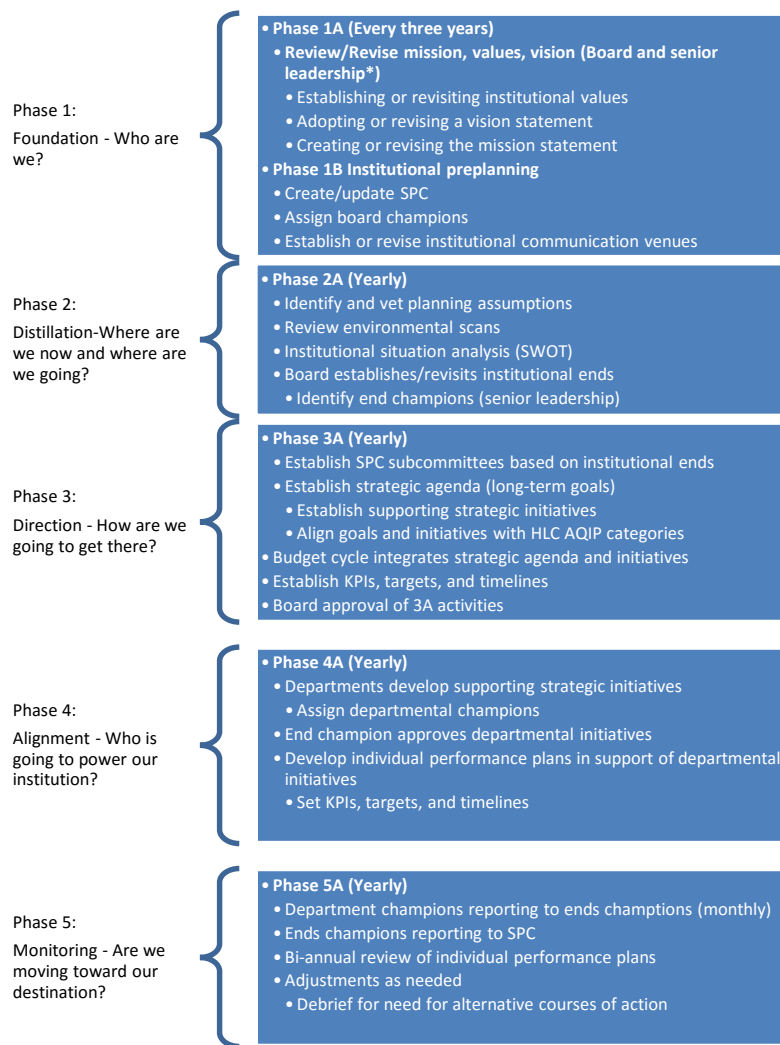 Phase 1:
Foundation - Who are
we?
• Phase 1A (Every three years)
• Review/Revise mission, values, vision (Board and senior
leadership*)
• Establishing or revisiting institutional values
• Adopting or revising a vision statement
• Creating or revising the mission statement
• Phase 1B Institutional preplanning
• Create/update SPC
• Assign board champions
• Establish or revise institutional communication venues
Phase 2:
Distillation-Where are
we now and where are
we going?
• Phase 2A (Yearly)
• Identify and vet planning assumptions
• Review environmental scans
• Institutional situation analysis (SWOT)
• Board establishes/revisits institutional ends
• Identify end champions (senior leadership)
Phase 3:
Direction - How are we
going to get there?
• Phase 3A (Yearly)
• Establish SPC subcommittees based on institutional ends
• Establish strategic agenda (long-term goals)
• Establish supporting strategic initiatives
• Align goals and initiatives with HLC AQIP categories
• Budget cycle integrates strategic agenda and initiatives
• Establish KPIs, targets, and timelines
• Board approval of 3A activities
Phase 4:
Alignment - Who is
going to power our
institution?
• Phase 4A (Yearly)
• Departments develop supporting strategic initiatives
• Assign departmental champions
• End champion approves departmental initiatives
• Develop individual performance plans in support of departmental
initiatives
• Set KPIs, targets, and timelines
Phase 5:
Monitoring - Are we
moving toward our
destination?
• Phase 5A (Yearly)
• Department champions reporting to ends champtions (monthly)
• Ends champions reporting to SPC
• Bi-annual review of individual performance plans
• Adjustments as needed
• Debrief for need for alternative courses of action